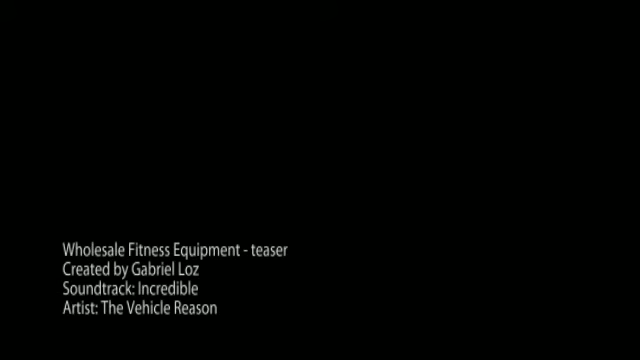 Wholesale Fitness Equipment - teaser
Created by Gabriel Loz
Soundtrack: Incredible
Artist: The Vehicle Reason